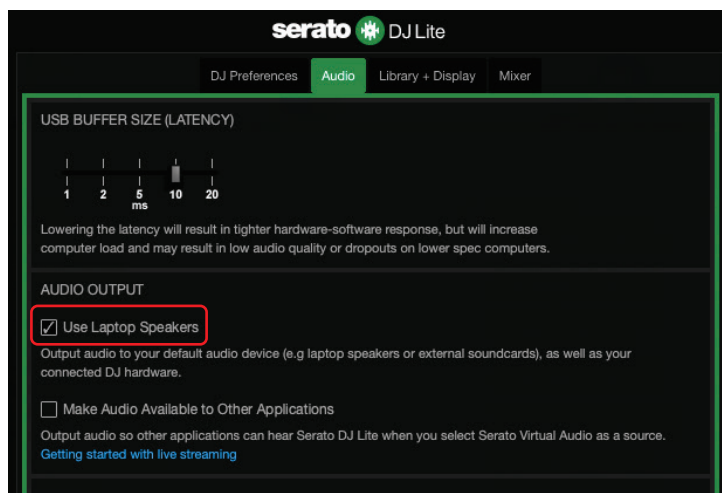 serato DJ Lite
DJ Preferences Audio Library + Display Mixer
USB BUFFER SIZE (LATENCY)
1 2 5 10 20
ms
Lowering the latency will result in tighter hardware-software response, but will increase
computer load and may result in low audio quality or dropouts on lower spec computers.
AUDIO OUTPUT
Use Laptop Speakers
Output audio to your default audio device (e.g laptop speakers or external soundcards), as well as your
connected DJ hardware.
Make Audio Available to Other Applications
Output audio so other applications can hear Serato DJ Lite when you select Serato Virtual Audio as a source.
Getting started with live streaming